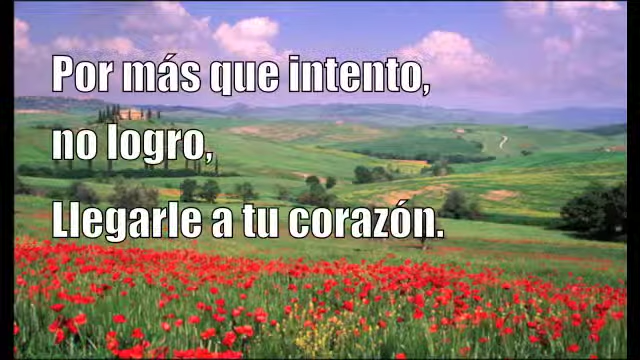 Por más que intento,
no logro,
Llegarle a tu corazón.